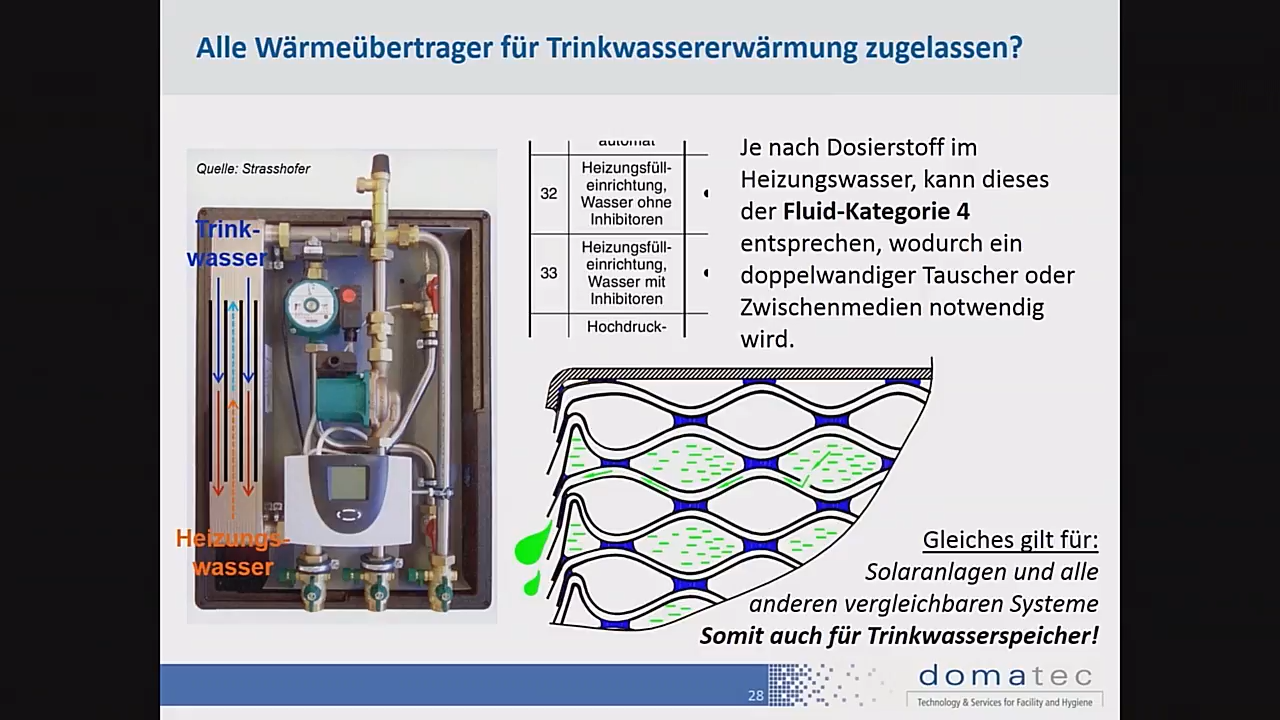 Alle Wärmeübertrager für Trinkwassererwärmung zugelassen?
Quelle: Strasshofer
Trink-
wasser
Heizungs-
wasser
automat
32
Heizungsfüll-
einrichtung,
Wasser ohne
Inhibitoren
33
Heizungsfüll-
einrichtung,
Wasser mit
Inhibitoren
Hochdruck-
Je nach Dosierstoff im
Heizungswasser, kann dieses
der Fluid-Kategorie 4
entsprechen, wodurch ein
doppelwandiger Tauscher oder
Zwischenmedien notwendig
wird.
Gleiches gilt für:
Solaranlagen und alle
anderen vergleichbaren Systeme
Somit auch für Trinkwasserspeicher!
28
domatec
Technology & Services for Facility and Hygiene